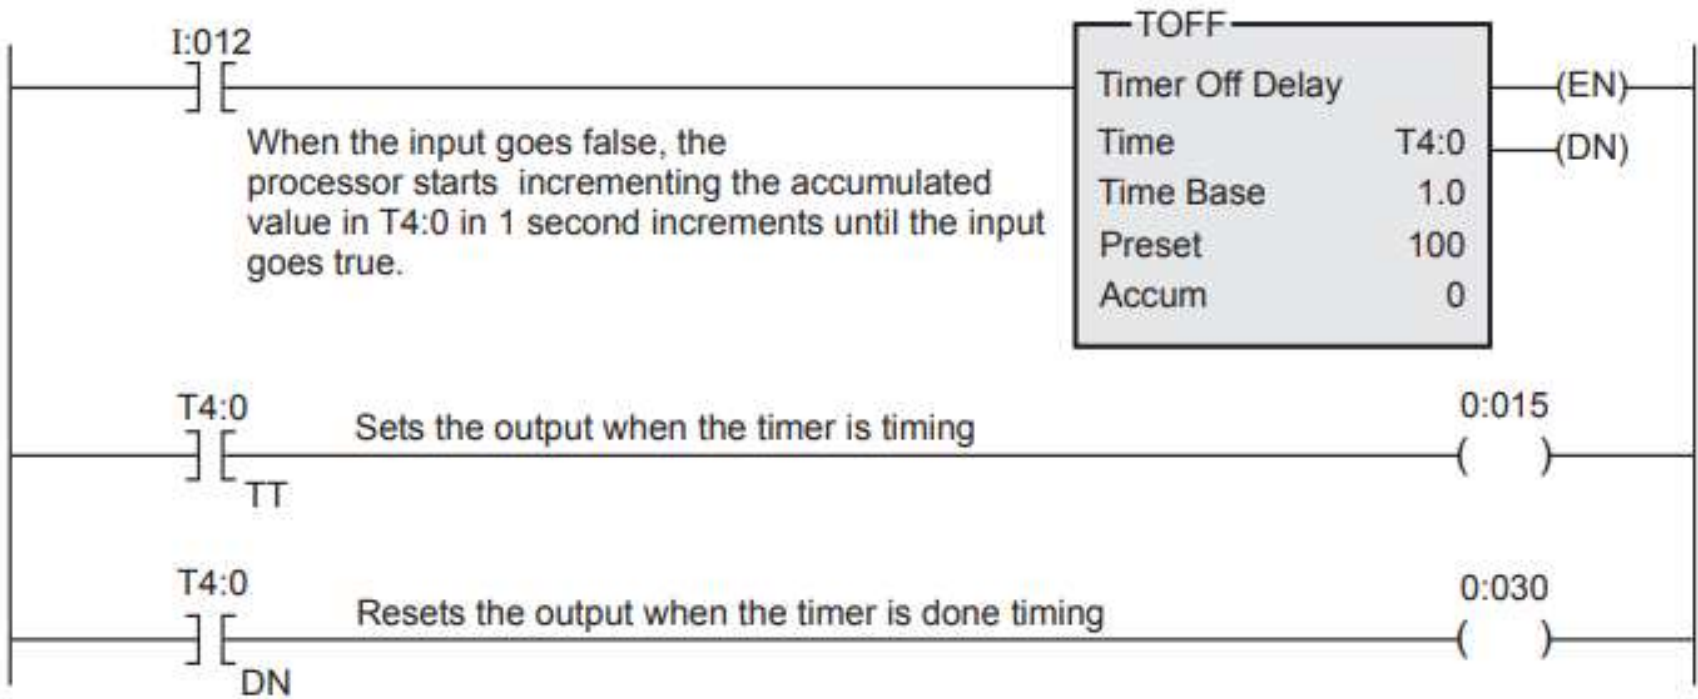 I:012
When the input goes false, the
processor starts incrementing the accumulated
value in T4:0 in 1 second increments until the input
goes true.
TOFF
Timer Off Delay
Time T4:0
Time Base 1.0
Preset 100
Accum 0
(EN)
(DN)
T4:0
TT
Sets the output when the timer is timing
0:015
T4:0
DN
Resets the output when the timer is done timing
0:030